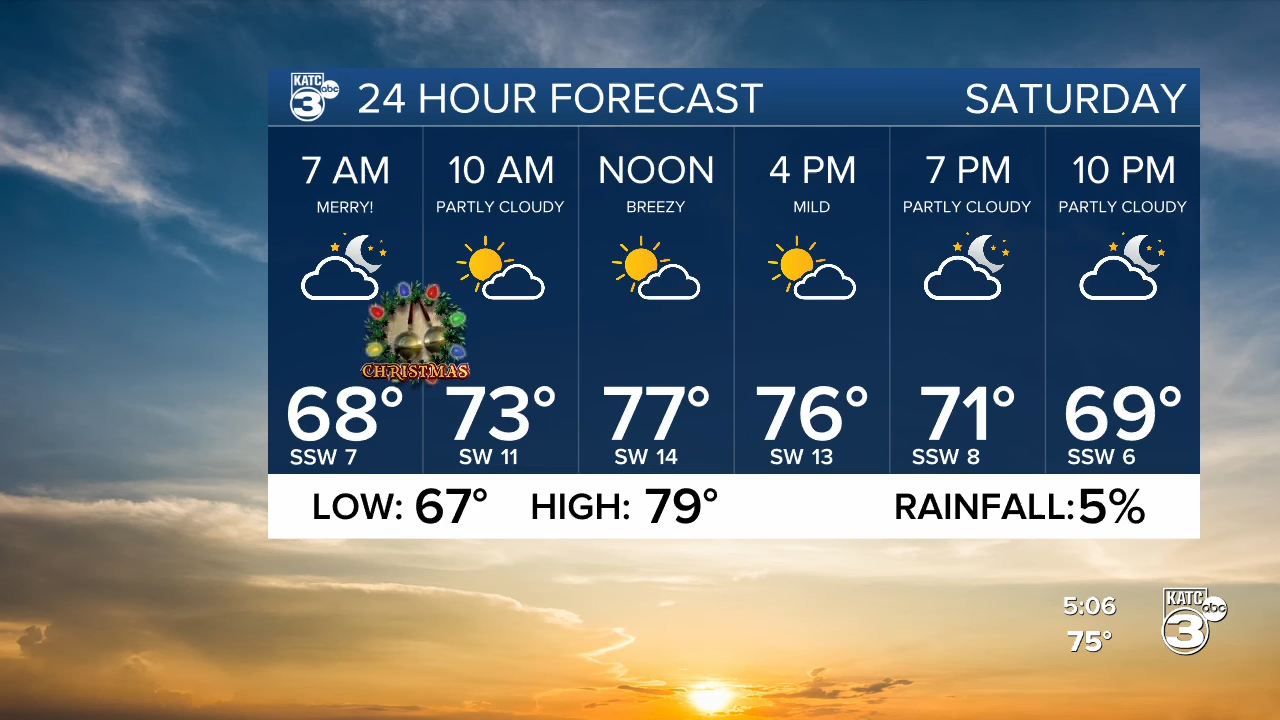 KATC
abc
3
24 HOUR FORECAST
SATURDAY
7 AM
MERRY!
68°
SSW 7
10 AM
PARTLY CLOUDY
73°
SW 11
NOON
BREEZY
77°
SW 14
4 PM
MILD
76°
SW 13
7 PM
PARTLY CLOUDY
71°
SSW 8
10 PM
PARTLY CLOUDY
69°
SSW 6
CHRISTMAS
LOW: 67°
HIGH: 79°
RAINFALL: 5%
5:06
75°
KATC
abc
3